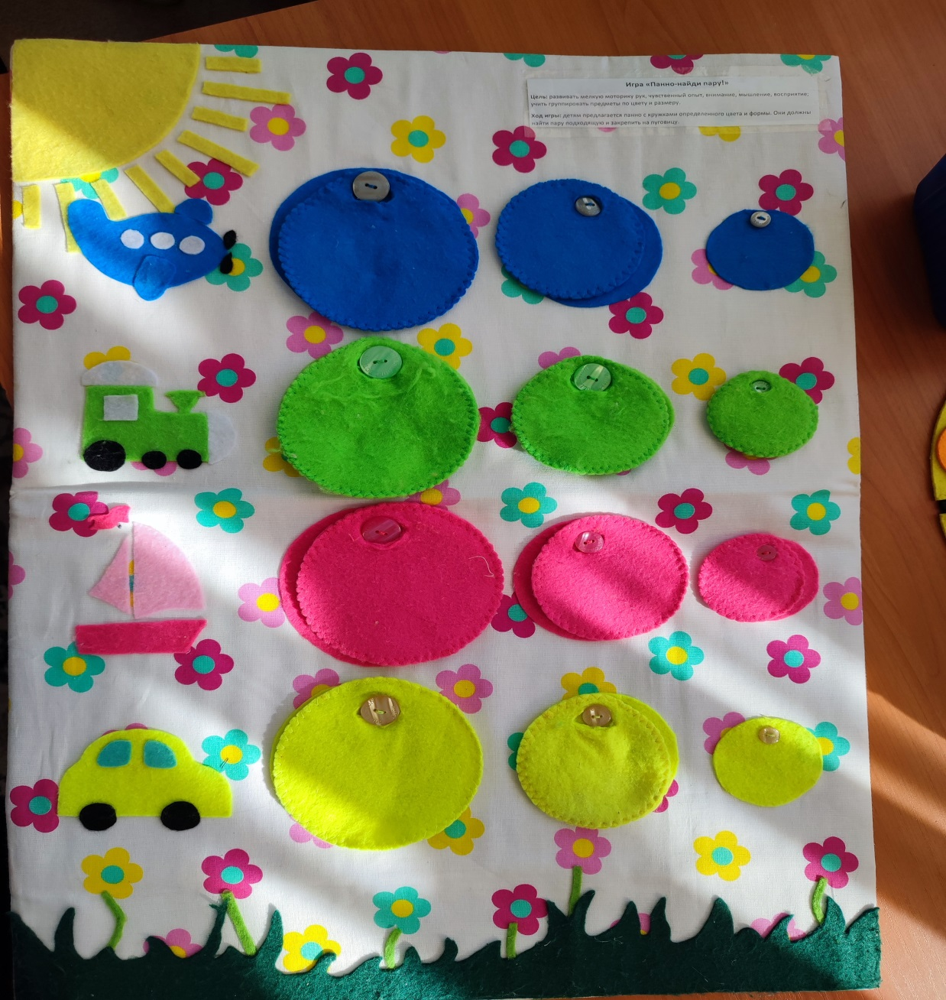 Игра «Панно-найди пару!»
Цель: развивать мелкую моторику рук, чувственный опыт, внимание, мышление, восприятие;
учить группировать предметы по цвету и размеру.
Ход игры: детям предлагается панно с кружками определенного цвета и формы. Они должны
найти пару подходящую и закрепить на пуговицу.